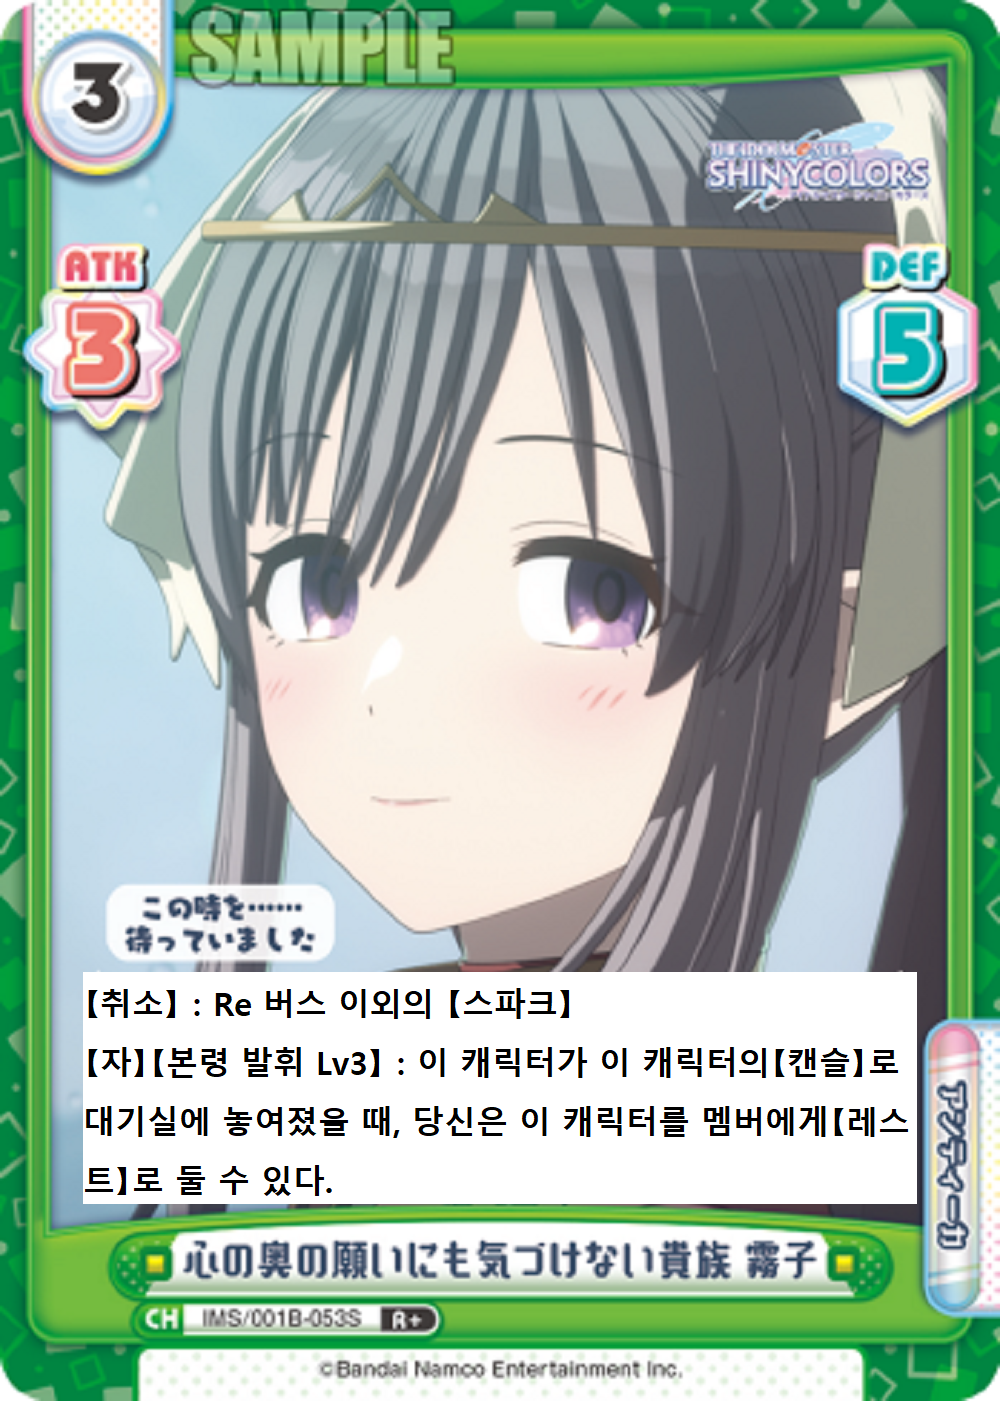 SAMPLE
3
THE IDOLM@STER
SHINYCOLORS
ATK
3
DEF
5
この時を……
待っていました
【취소】 : Re 버스 이외의 【스파크】
【자】【본령 발휘 Lv3】 : 이 캐릭터가 이 캐릭터의【캔슬】로
대기실에 놓여졌을 때, 당신은 이 캐릭터를 멤버에게【레스
트】로 둘 수 있다.
アンティーカ
心の奥の願いにも気づけない貴族 霧子
CH IMS/001B-053S R+
©Bandai Namco Entertainment Inc.